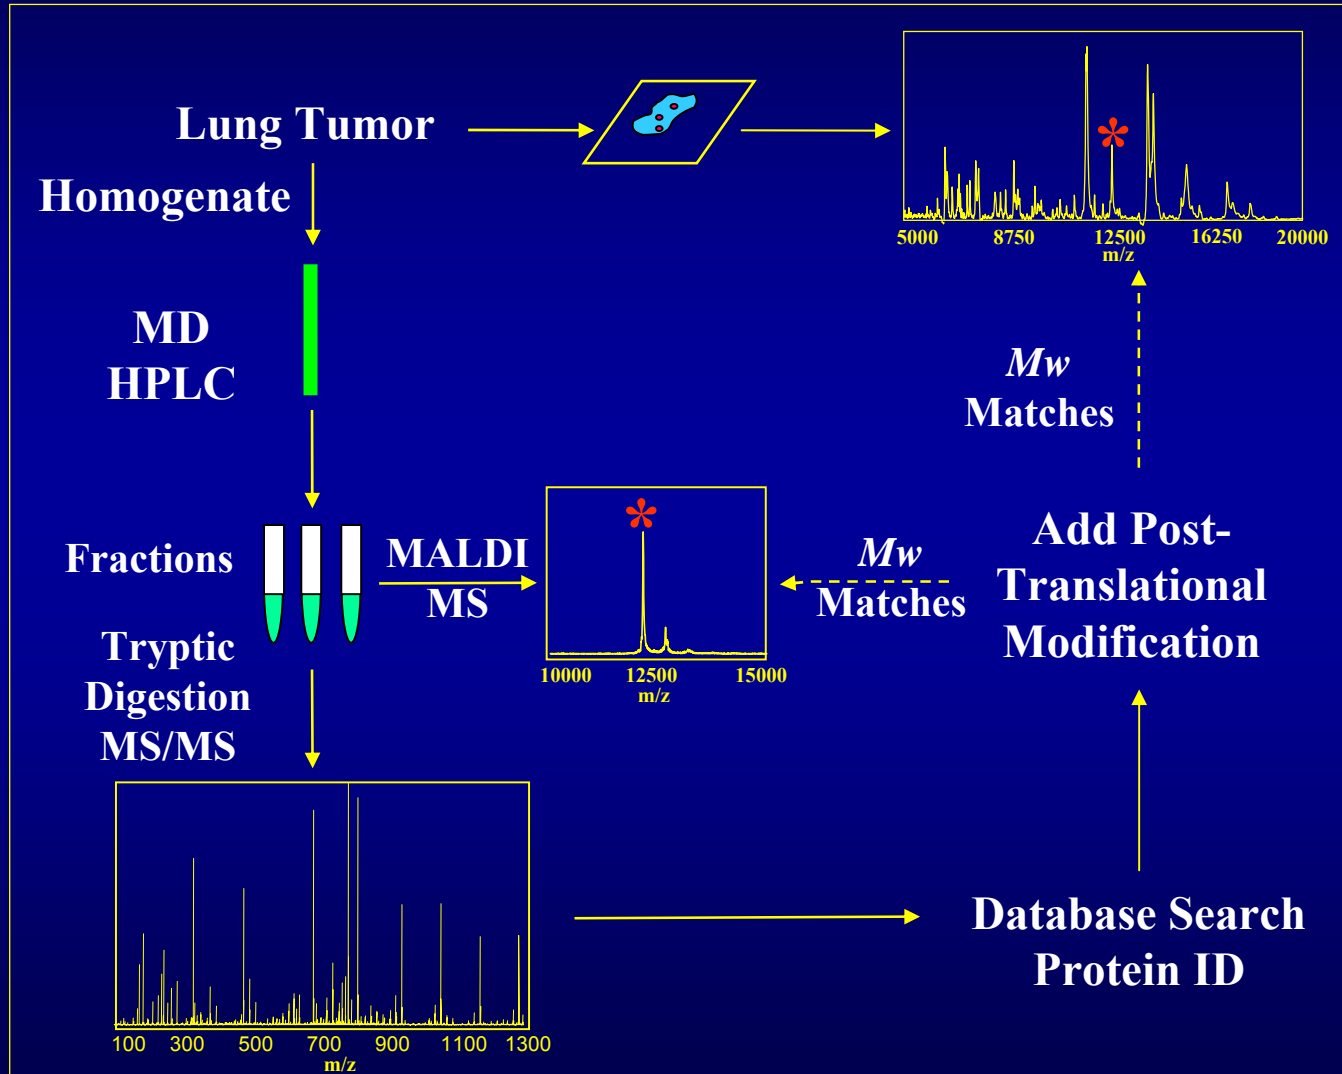 Lung Tumor
Homogenate
MD
HPLC
Fractions
MALDI
MS
Tryptic
Digestion
MS/MS
100 300 500 700 900 1100 1300
m/z
*
10000 12500 15000
m/z
*
5000 8750 12500 16250 20000
m/z
Mw
Matches
Mw
Matches
Add Post-
Translational
Modification
Database Search
Protein ID